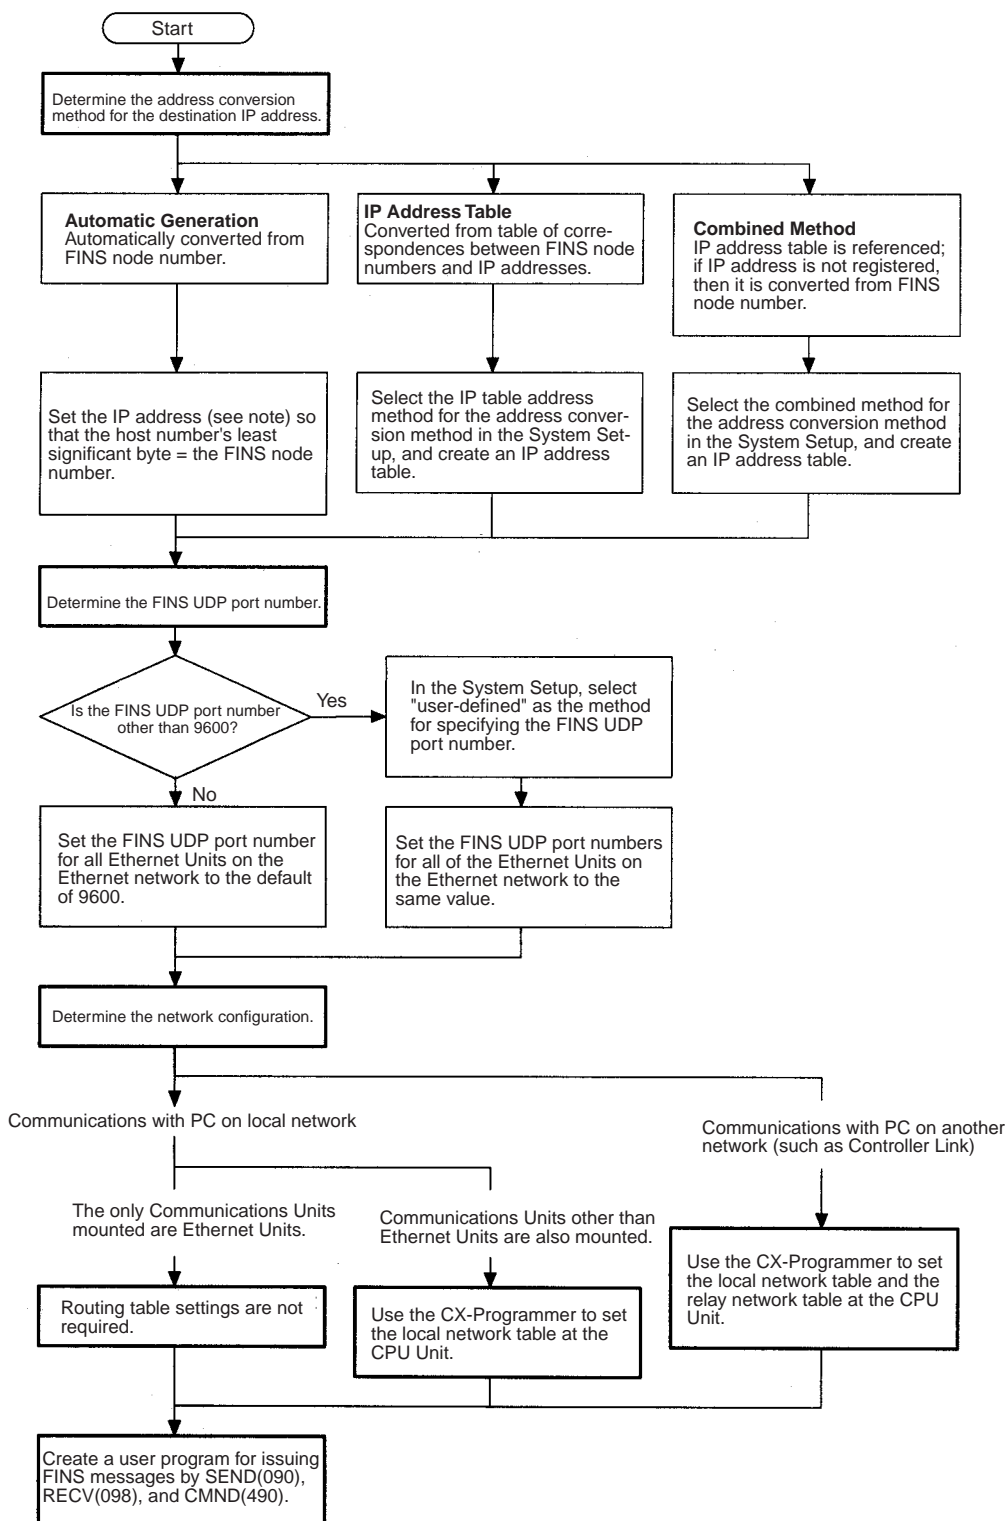 Start
Determine the address conversion
method for the destination IP address.
Automatic Generation
Automatically converted from
FINS node number.
IP Address Table
Converted from table of corre-
spondences between FINS node
numbers and IP addresses.
Combined Method
IP address table is referenced;
if IP address is not registered,
then it is converted from FINS
node number.
Set the IP address (see note) so
that the host number's least
significant byte = the FINS node
number.
Select the IP table address
method for the address conver-
sion method in the System Set-
up, and create an IP address
table.
Select the combined method for
the address conversion method
in the System Setup, and create
an IP address table.
Determine the FINS UDP port number.
Is the FINS UDP port number
other than 9600?
Yes
In the System Setup, select
"user-defined" as the method
for specifying the FINS UDP
port number.
No
Set the FINS UDP port number
for all Ethernet Units on the
Ethernet network to the default
of 9600.
Set the FINS UDP port numbers
for all of the Ethernet Units on
the Ethernet network to the
same value.
Determine the network configuration.
Communications with PC on local network
Communications with PC on another
network (such as Controller Link)
The only Communications Units
mounted are Ethernet Units.
Communications Units other than
Ethernet Units are also mounted.
Routing table settings are not
required.
Use the CX-Programmer to set
the local network table at the
CPU Unit.
Use the CX-Programmer to set
the local network table and the
relay network table at the CPU
Unit.
Create a user program for issuing
FINS messages by SEND(090),
RECV(098), and CMND(490).